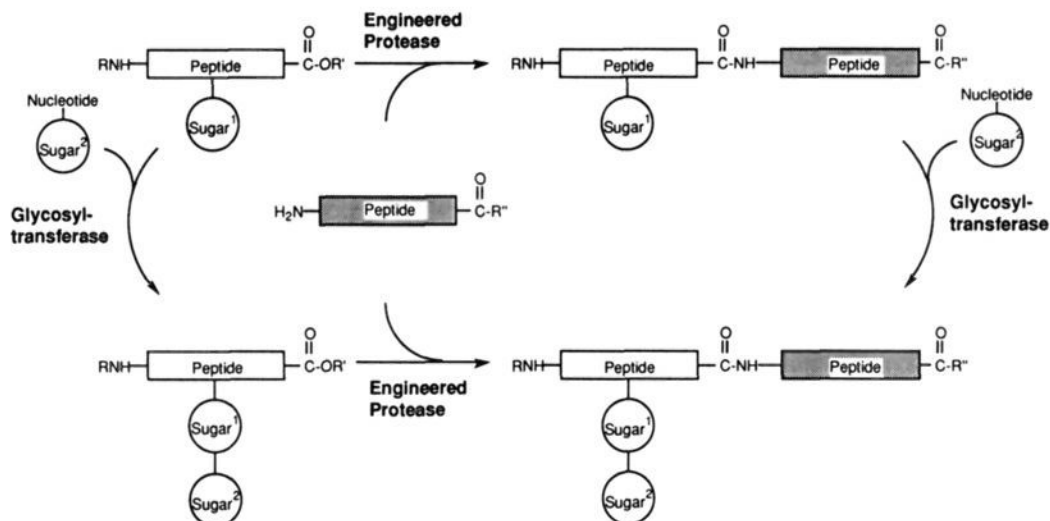 Engineered
Protease
O
RNH
Peptide
C-OR'
Sugar1
Nucleotide
Sugar2
Glycosyl-
transferase
O
H2N
Peptide
C-R"
O
RNH
Peptide
C-NH
Peptide
O
C-R"
Sugar1
Nucleotide
Sugar2
Glycosyl-
transferase
O
RNH
Peptide
C-OR'
Sugar1
Sugar2
Engineered
Protease
O
RNH
Peptide
C-NH
Peptide
O
C-R"
Sugar1
Sugar2